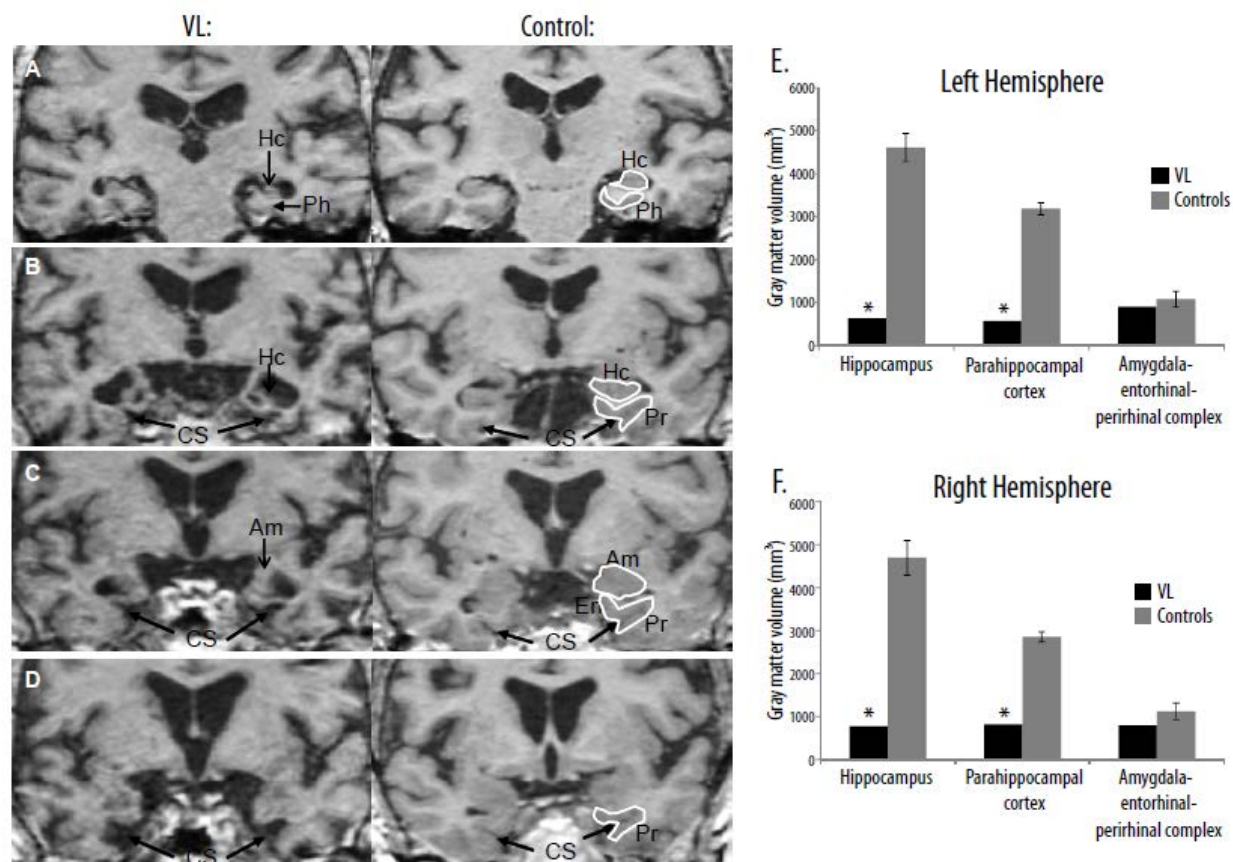 VL:
Control:
A
Hc
Ph
Hc
Ph
B
Hc
CS
Hc
Pr
CS
C
Am
CS
Am
En
Pr
CS
D
CS
Pr
CS
E.
Left Hemisphere
Gray matter volume (mm³)
6000
5000
4000
3000
2000
1000
0
VL
Controls
*
*
Hippocampus
Parahippocampal
cortex
Amygdala-
entorhinal-
perirhinal complex
F.
Right Hemisphere
Gray matter volume (mm³)
6000
5000
4000
3000
2000
1000
0
VL
Controls
*
*
Hippocampus
Parahippocampal
cortex
Amygdala-
entorhinal-
perirhinal complex